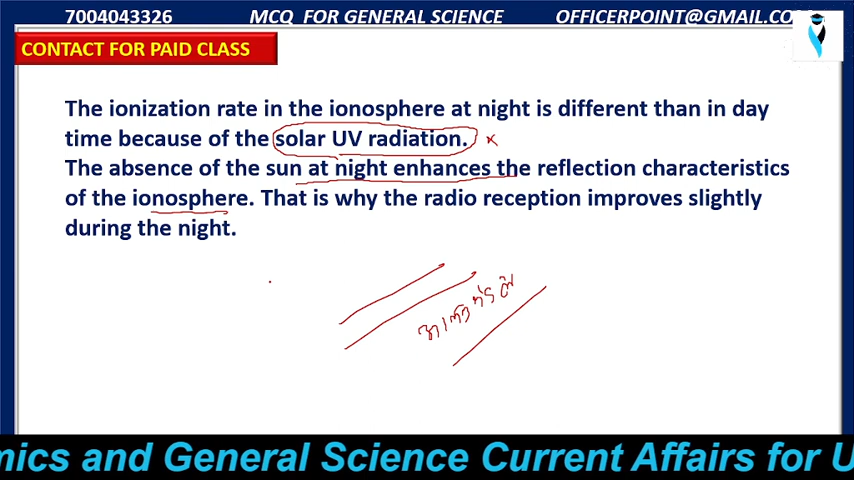 7004043326 MCQ FOR GENERAL SCIENCE OFFICERPOINT@GMAIL.CO
CONTACT FOR PAID CLASS
The ionization rate in the ionosphere at night is different than in day
time because of the solar UV radiation. x
The absence of the sun at night enhances the reflection characteristics
of the ionosphere. That is why the radio reception improves slightly
during the night.
mics and General Science Current Affairs for U